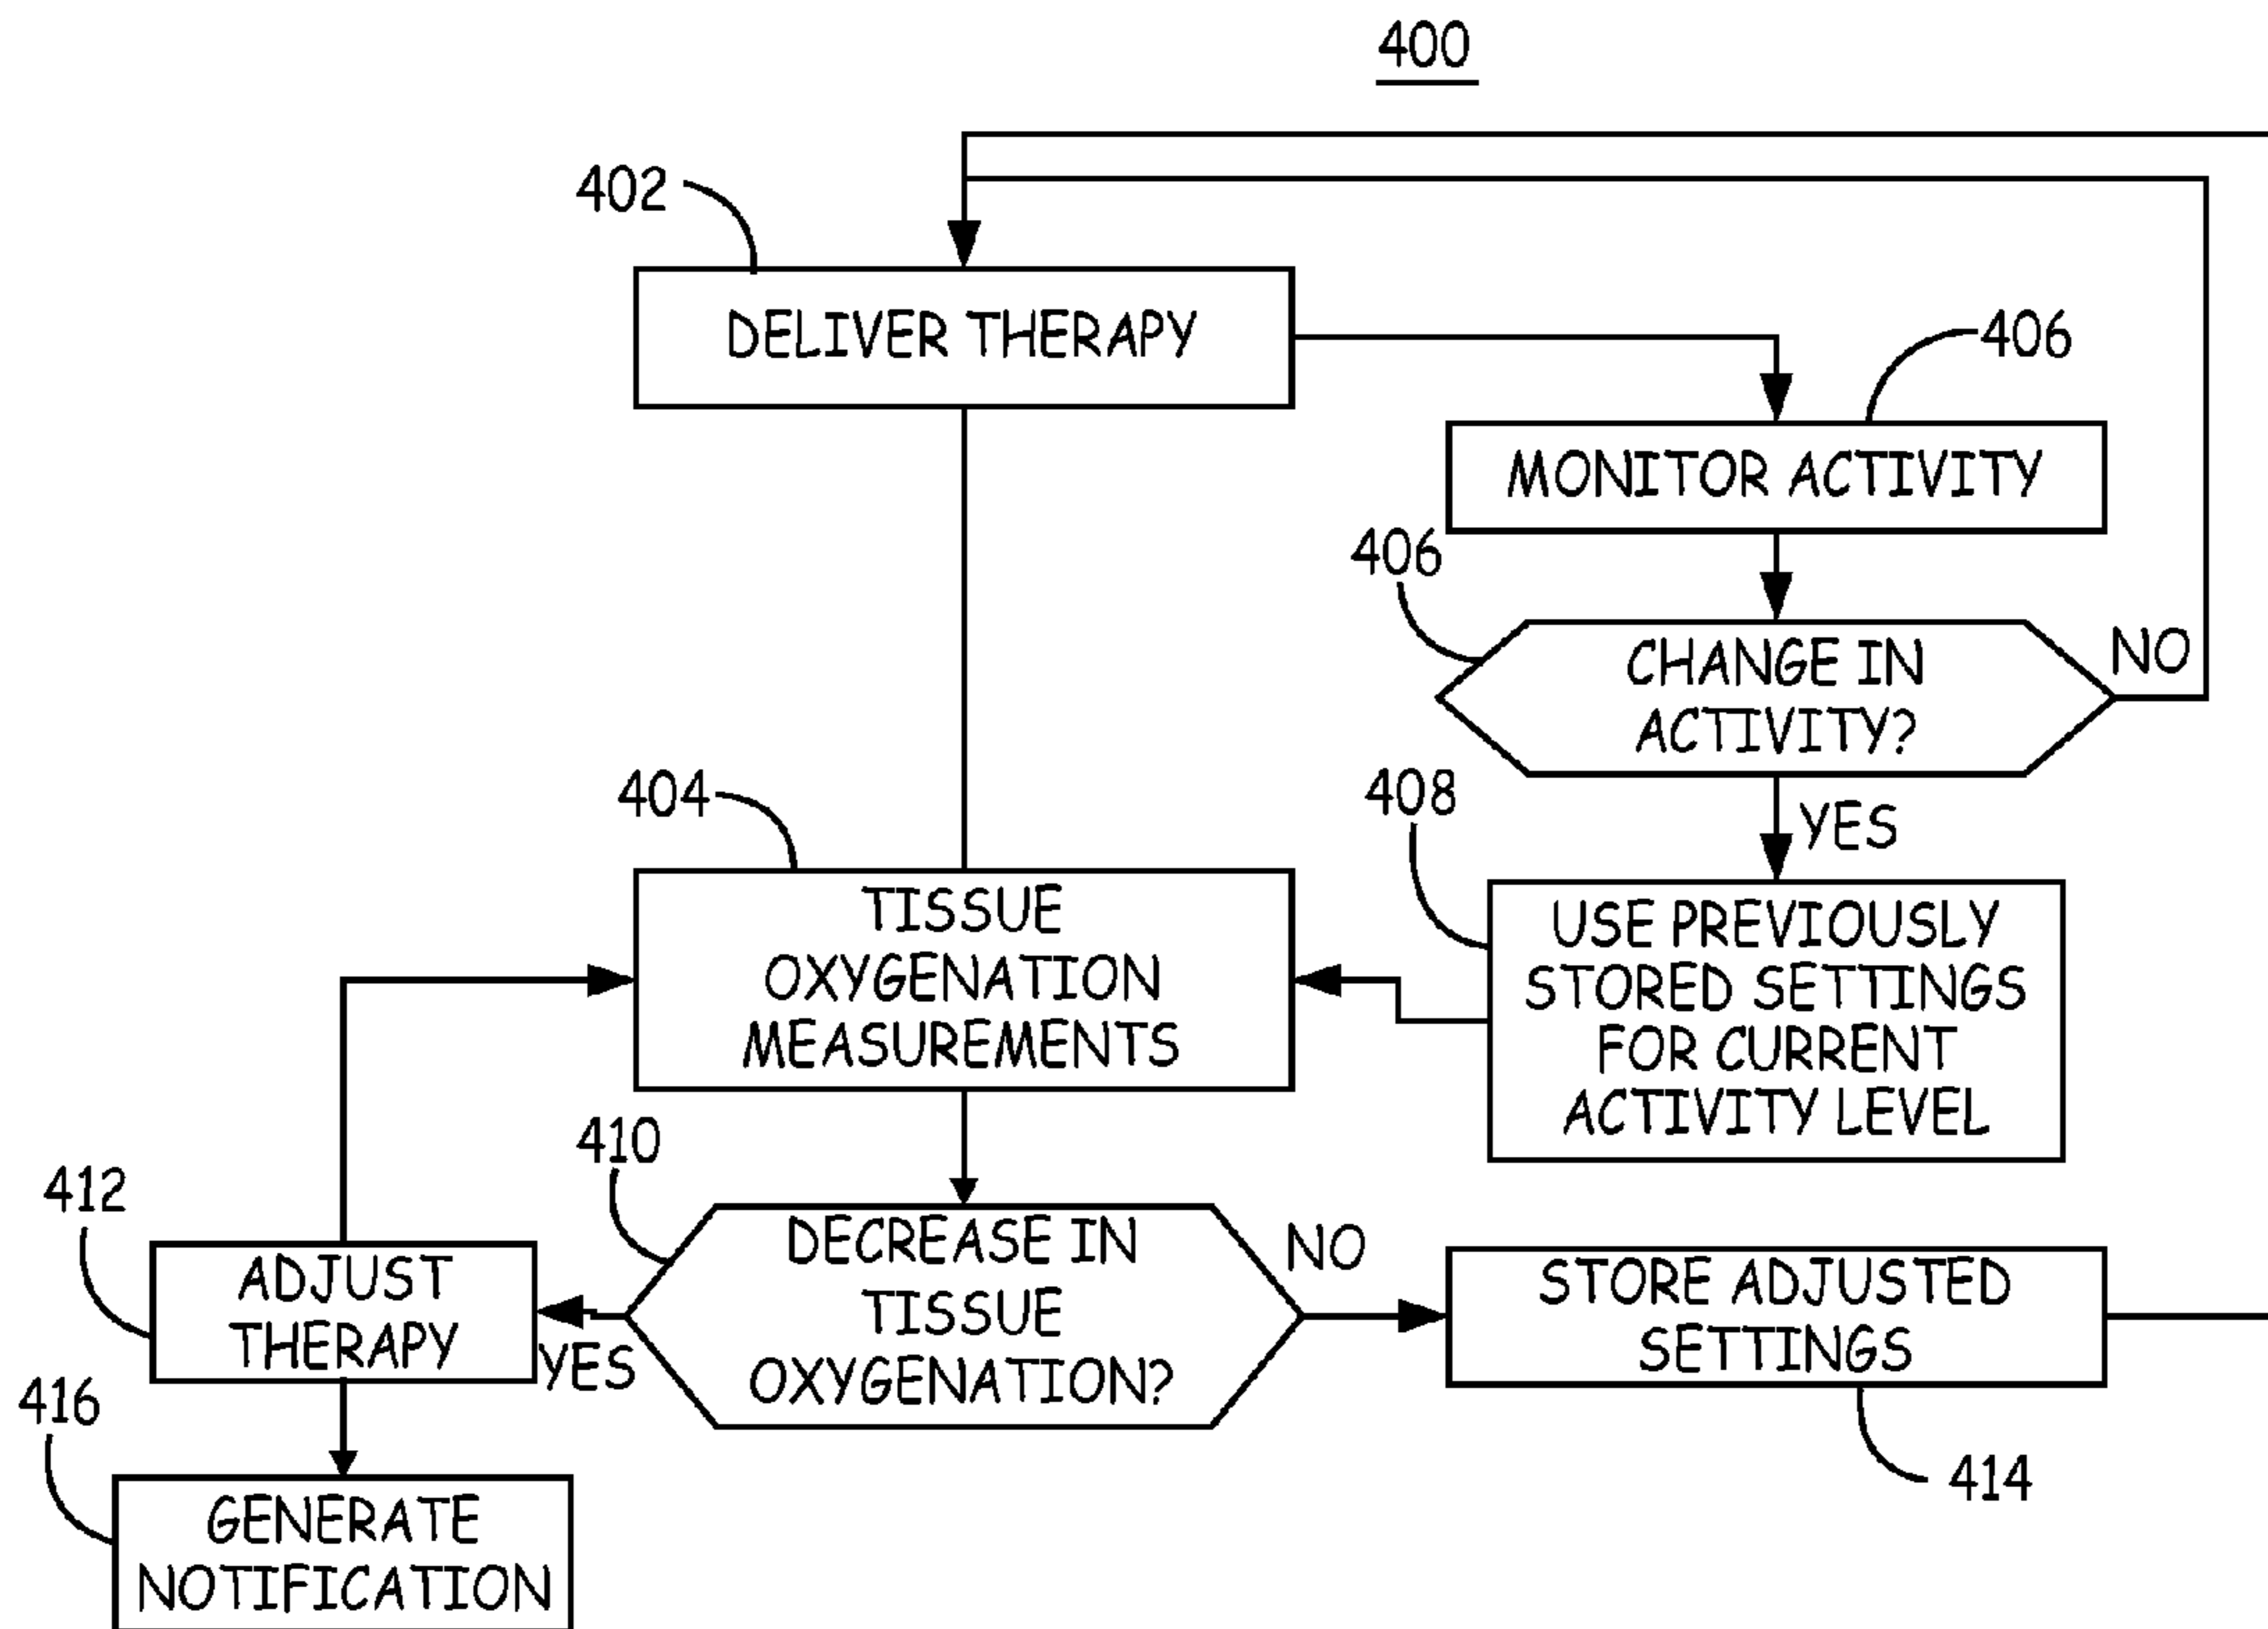 400
402
DELIVER THERAPY
406
MONITOR ACTIVITY
406
CHANGE IN
ACTIVITY?
NO
YES
404
TISSUE
OXYGENATION
MEASUREMENTS
408
USE PREVIOUSLY
STORED SETTINGS
FOR CURRENT
ACTIVITY LEVEL
410
DECREASE IN
TISSUE
OXYGENATION?
NO
YES
412
ADJUST
THERAPY
STORE ADJUSTED
SETTINGS
414
416
GENERATE
NOTIFICATION